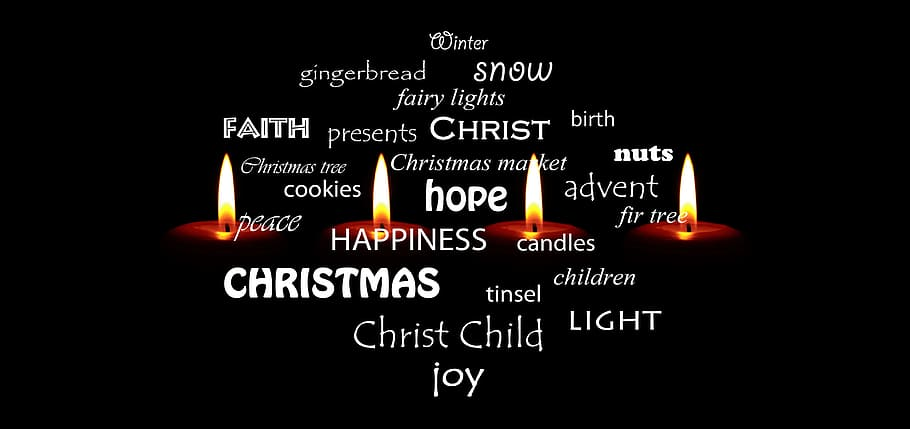 Winter
gingerbread snow
fairy lights
FAITH presents CHRIST birth
Christmas tree Christmas market nuts
cookies hope advent
peace fir tree
HAPPINESS candles
CHRISTMAS tinsel children
Christ Child LIGHT
joy